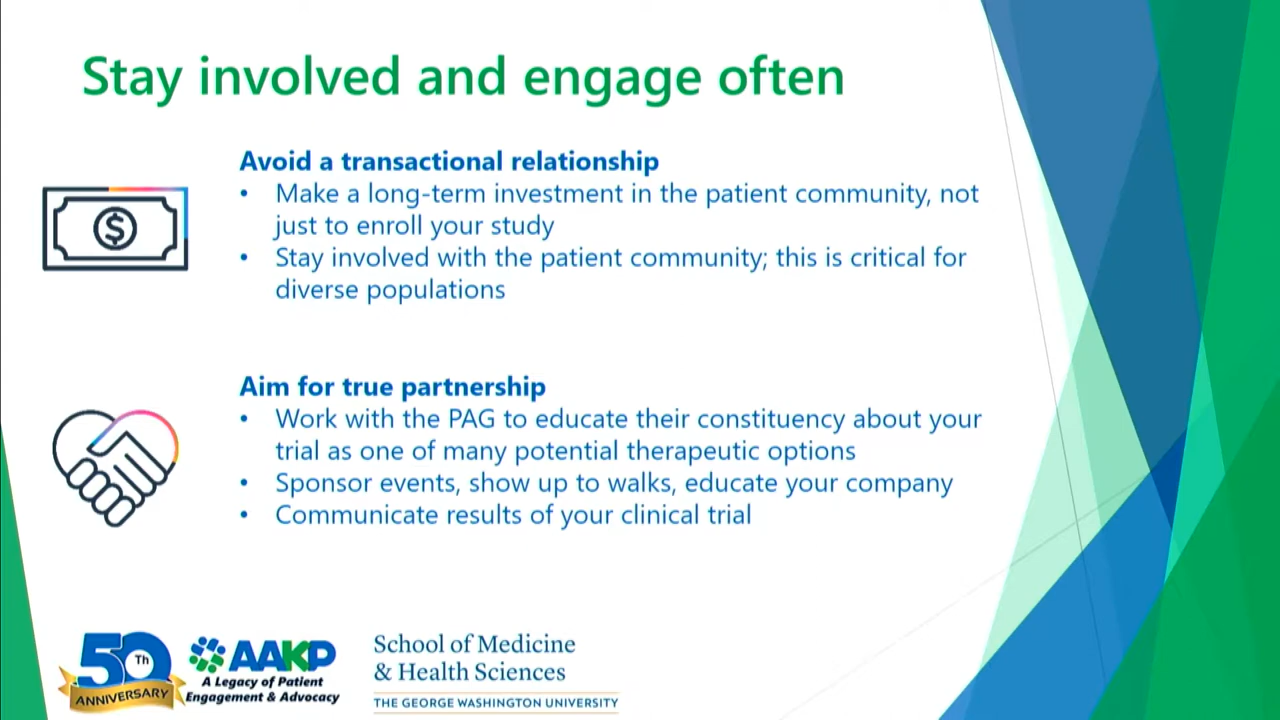 Stay involved and engage often
Avoid a transactional relationship
• Make a long-term investment in the patient community, not
just to enroll your study
• Stay involved with the patient community; this is critical for
diverse populations
$
Aim for true partnership
• Work with the PAG to educate their constituency about your
trial as one of many potential therapeutic options
• Sponsor events, show up to walks, educate your company
• Communicate results of your clinical trial
50Th
ANNIVERSARY
AAKP
A Legacy of Patient
Engagement & Advocacy
School of Medicine
& Health Sciences
THE GEORGE WASHINGTON UNIVERSITY